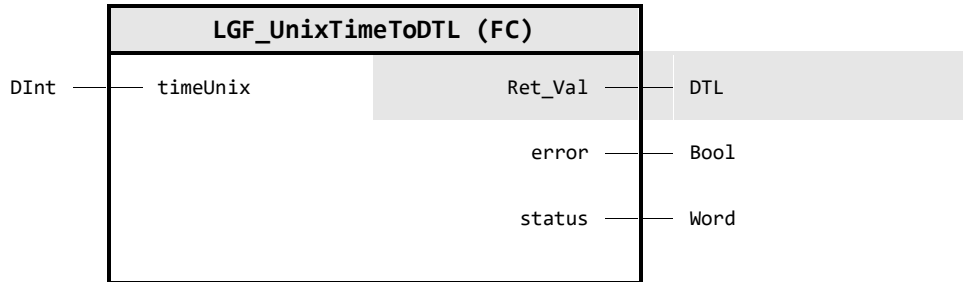 LGF_UnixTimeToDTL (FC)
DInt timeUnix Ret_Val DTL
error Bool
status Word